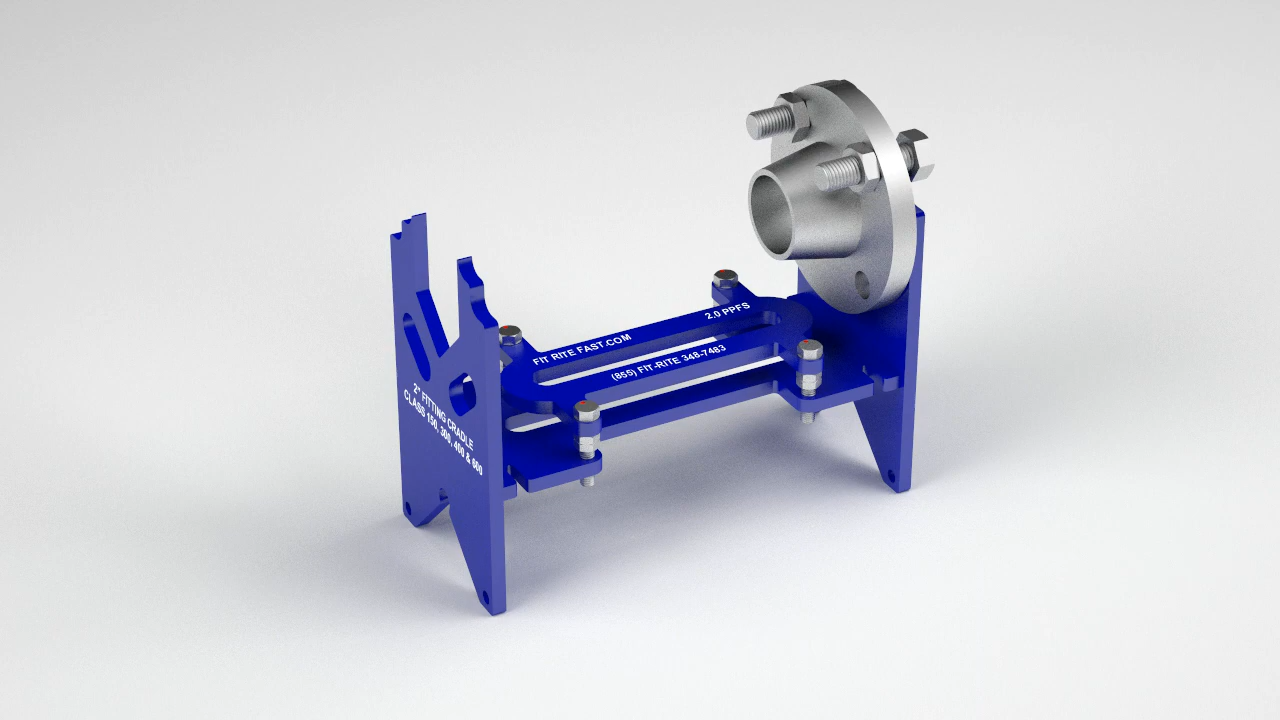 FIT RITE FAST.COM
2.0 PPFS
(855) FIT-RITE 348-7483
2" FITTING CRADLE
CLASS 150, 300, 400 & 600